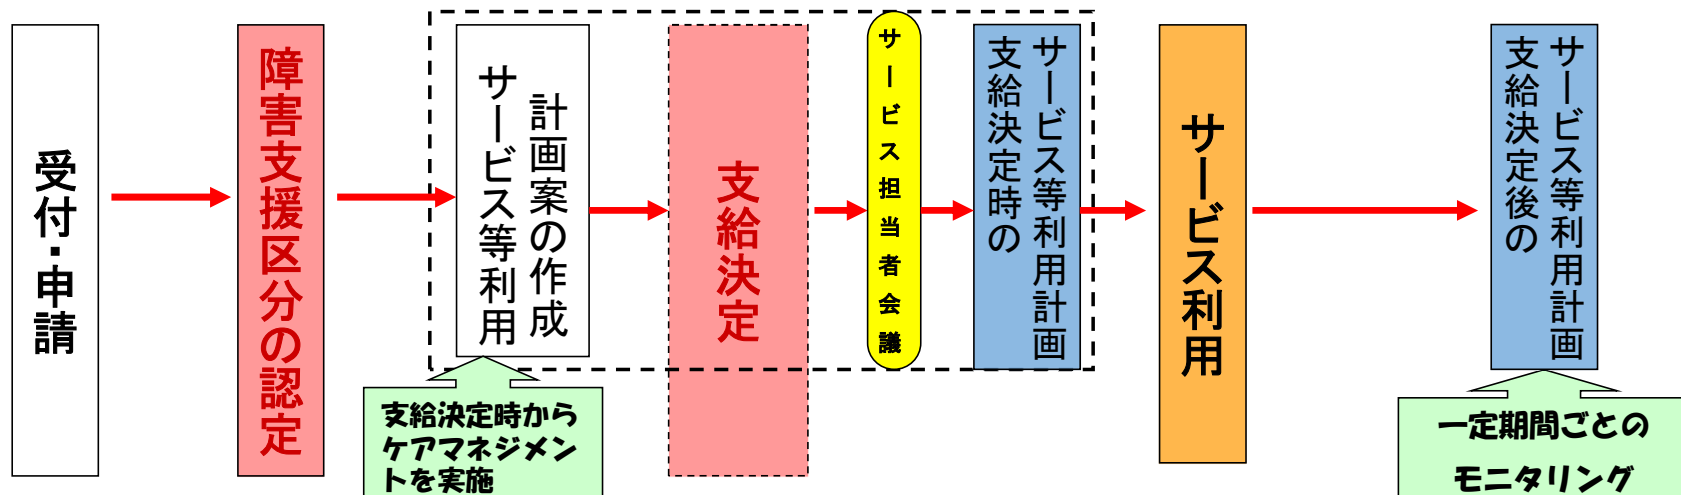 受付・申請
障害支援区分の認定
サービス等利用
計画案の作成
支給決定
サービス担当者会議
支給決定時の
サービス等利用計画
サービス利用
支給決定後の
サービス等利用計画
支給決定時から
ケアマネジメン
トを実施
一定期間ごとの
モニタリング